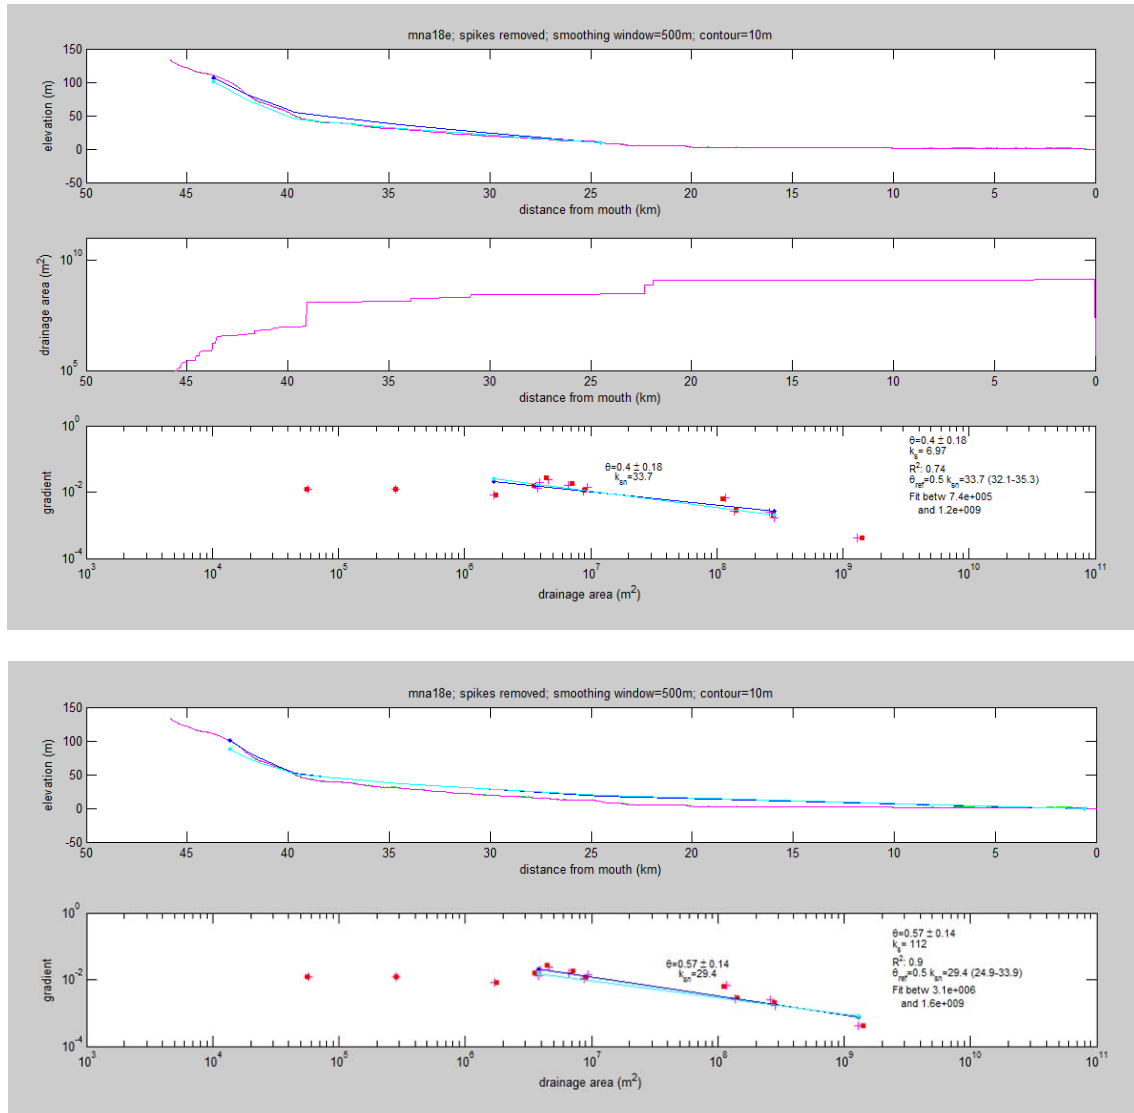 mna18e; spikes removed; smoothing window=500m; contour=10m
150
100
50
0
-50
elevation (m)
50 45 40 35 30 25 20 15 10 5 0
distance from mouth (km)
10^10
10^5
drainage area (m^2)
50 45 40 35 30 25 20 15 10 5 0
distance from mouth (km)
10^0
10^-2
10^-4
gradient
θ=0.4 ± 0.18
k_sn=33.7
θ=0.4 ± 0.18
k_s= 6.97
R^2: 0.74
θ_ref=0.5 k_sn=33.7 (32.1-35.3)
Fit betw 7.4e+005
and 1.2e+009
10^3 10^4 10^5 10^6 10^7 10^8 10^9 10^10 10^11
drainage area (m^2)
mna18e; spikes removed; smoothing window=500m; contour=10m
150
100
50
0
-50
elevation (m)
50 45 40 35 30 25 20 15 10 5 0
distance from mouth (km)
10^0
10^-2
10^-4
gradient
θ=0.57 ± 0.14
k_sn=29.4
θ=0.57 ± 0.14
k_s= 112
R^2: 0.9
θ_ref=0.5 k_sn=29.4 (24.9-33.9)
Fit betw 3.1e+006
and 1.6e+009
10^3 10^4 10^5 10^6 10^7 10^8 10^9 10^10 10^11
drainage area (m^2)